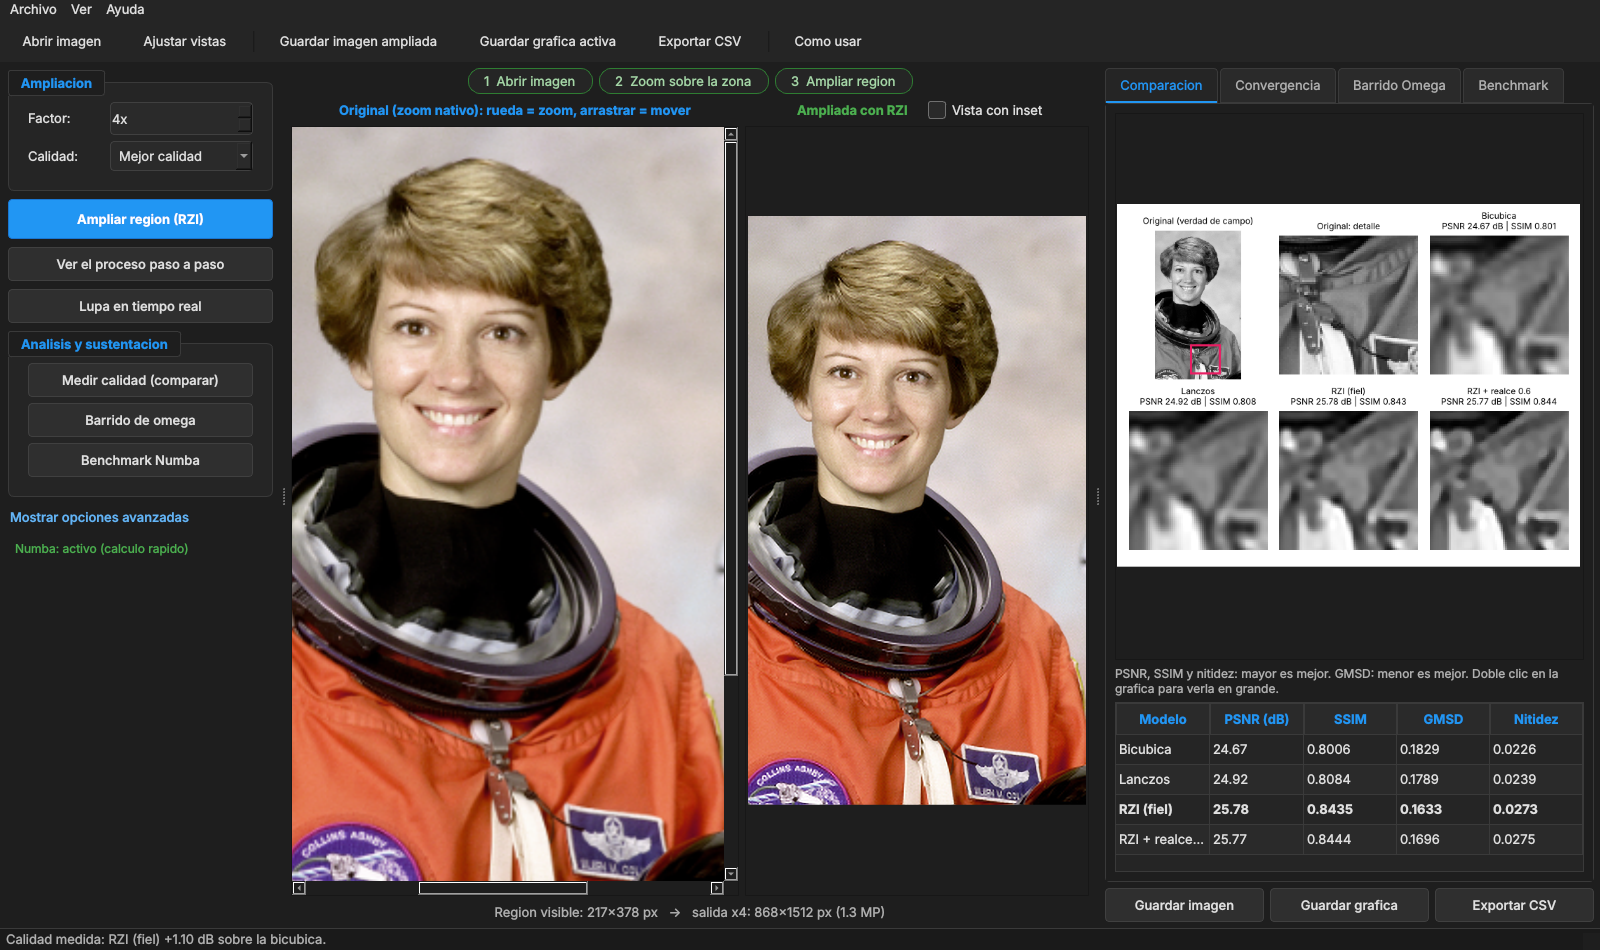 Archivo Ver Ayuda
Abrir imagen Ajustar vistas Guardar imagen ampliada Guardar grafica activa Exportar CSV Como usar
Ampliacion
Factor: 4x
Calidad: Mejor calidad
Ampliar region (RZI)
Ver el proceso paso a paso
Lupa en tiempo real
Analisis y sustentacion
Medir calidad (comparar)
Barrido de omega
Benchmark Numba
Mostrar opciones avanzadas
Numba: activo (calculo rapido)
1 Abrir imagen 2 Zoom sobre la zona 3 Ampliar region
Original (zoom nativo): rueda = zoom, arrastrar = mover
Ampliada con RZI Vista con inset
COLLINS ASHBY
COLLINS ASHBY
Region visible: 217×378 px → salida x4: 868×1512 px (1.3 MP)
Comparacion Convergencia Barrido Omega Benchmark
Original (verdad de campo)
Original: detalle
Bicubica
PSNR 24.67 dB | SSIM 0.801
Lanczos
PSNR 24.92 dB | SSIM 0.808
RZI (fiel)
PSNR 25.78 dB | SSIM 0.843
RZI + realce 0.6
PSNR 25.77 dB | SSIM 0.844
PSNR, SSIM y nitidez: mayor es mejor. GMSD: menor es mejor. Doble clic en la
grafica para verla en grande.
Modelo PSNR (dB) SSIM GMSD Nitidez
Bicubica 24.67 0.8006 0.1829 0.0226
Lanczos 24.92 0.8084 0.1789 0.0239
RZI (fiel) 25.78 0.8435 0.1633 0.0273
RZI + realce... 25.77 0.8444 0.1696 0.0275
Guardar imagen Guardar grafica Exportar CSV
Calidad medida: RZI (fiel) +1.10 dB sobre la bicubica.